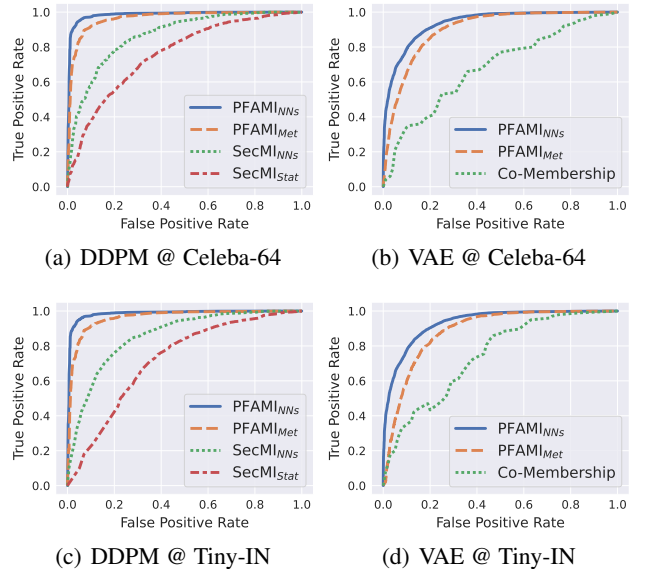 1.0
0.8
0.6
0.4
0.2
0.0
True Positive Rate
PFAMI_NNs
PFAMI_Met
SecMI_NNs
SecMI_Stat
0.0 0.2 0.4 0.6 0.8 1.0
False Positive Rate
(a) DDPM @ Celeba-64
1.0
0.8
0.6
0.4
0.2
0.0
True Positive Rate
PFAMI_NNs
PFAMI_Met
Co-Membership
0.0 0.2 0.4 0.6 0.8 1.0
False Positive Rate
(b) VAE @ Celeba-64
1.0
0.8
0.6
0.4
0.2
0.0
True Positive Rate
PFAMI_NNs
PFAMI_Met
SecMI_NNs
SecMI_Stat
0.0 0.2 0.4 0.6 0.8 1.0
False Positive Rate
(c) DDPM @ Tiny-IN
1.0
0.8
0.6
0.4
0.2
0.0
True Positive Rate
PFAMI_NNs
PFAMI_Met
Co-Membership
0.0 0.2 0.4 0.6 0.8 1.0
False Positive Rate
(d) VAE @ Tiny-IN